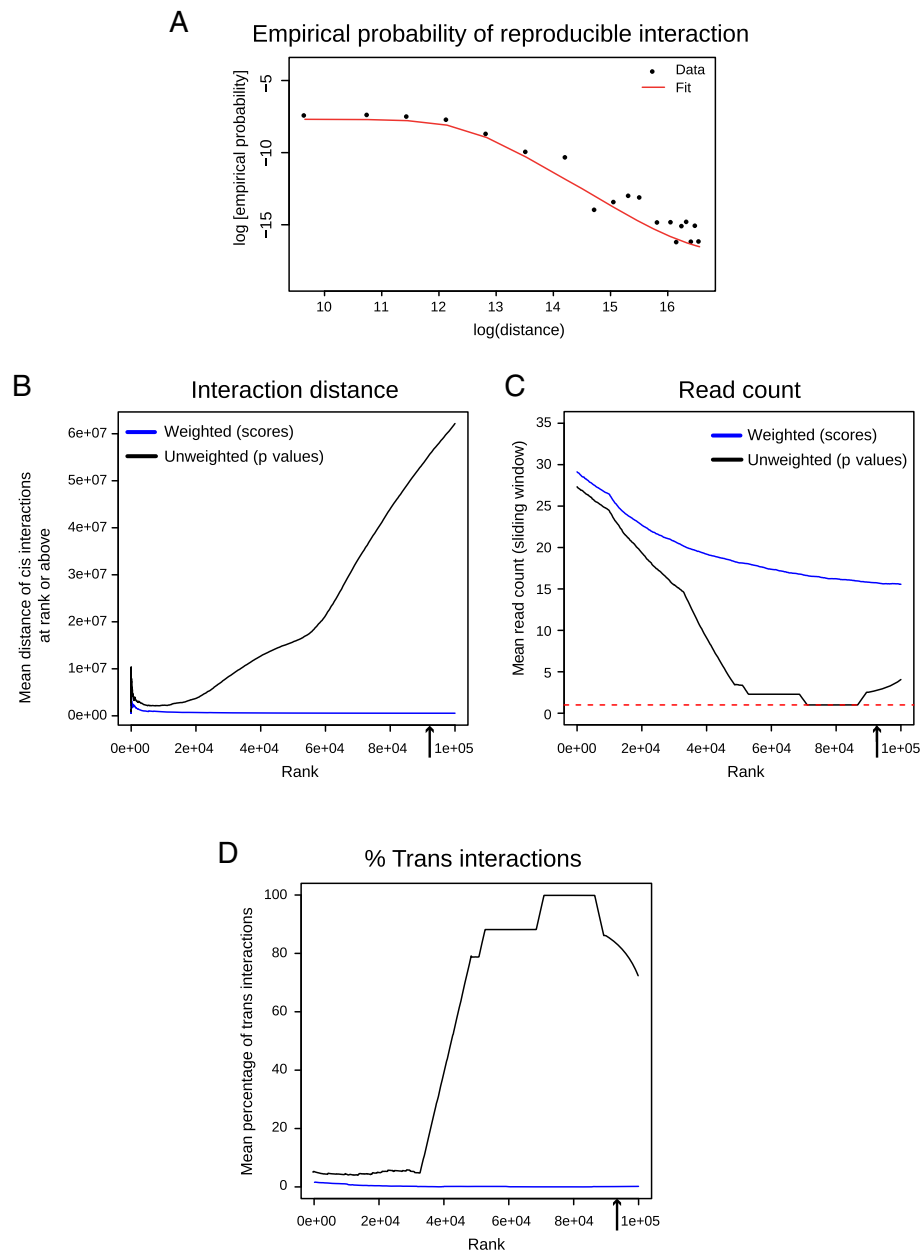 A
Empirical probability of reproducible interaction
log [empirical probability]
−5
−10
−15
Data
Fit
10 11 12 13 14 15 16
log(distance)
B
Interaction distance
Mean distance of cis interactions
at rank or above
6e+07
5e+07
4e+07
3e+07
2e+07
1e+07
0e+00
Weighted (scores)
Unweighted (p values)
0e+00 2e+04 4e+04 6e+04 8e+04 1e+05
Rank
C
Read count
Mean read count (sliding window)
35
30
25
20
15
10
5
0
Weighted (scores)
Unweighted (p values)
0e+00 2e+04 4e+04 6e+04 8e+04 1e+05
Rank
D
% Trans interactions
Mean percentage of trans interactions
100
80
60
40
20
0
0e+00 2e+04 4e+04 6e+04 8e+04 1e+05
Rank